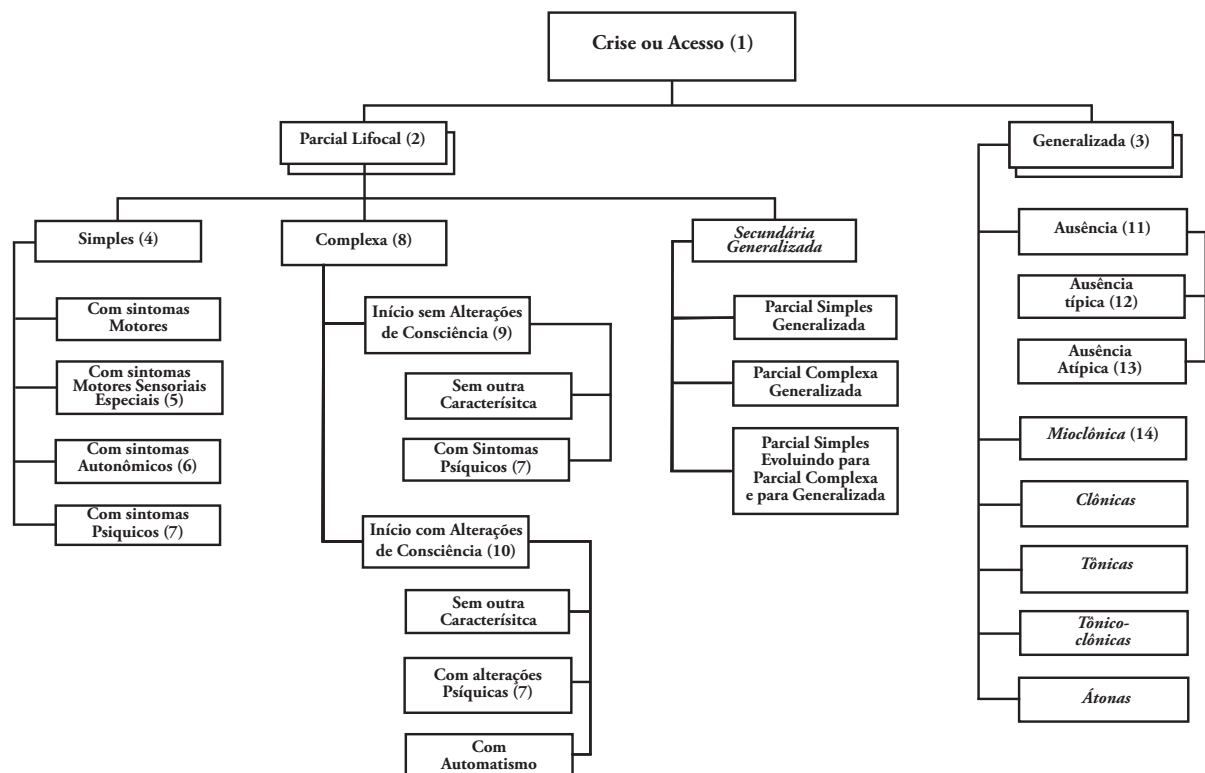 Crise ou Acesso (1)
Parcial Lifocal (2)
Generalizada (3)
Simples (4)
Com sintomas
Motores
Com sintomas
Motores Sensoriais
Especiais (5)
Com sintomas
Autonômicos (6)
Com sintomas
Psiquicos (7)
Complexa (8)
Início sem Alterações
de Consciência (9)
Sem outra
Caracterísitca
Com Sintomas
Psíquicos (7)
Início com Alterações
de Consciência (10)
Sem outra
Caracterísitca
Com alterações
Psíquicas (7)
Com
Automatismo
Secundária
Generalizada
Parcial Simples
Generalizada
Parcial Complexa
Generalizada
Parcial Simples
Evoluindo para
Parcial Complexa
e para Generalizada
Ausência (11)
Ausência
típica (12)
Ausência
Atípica (13)
Mioclônica (14)
Clônicas
Tônicas
Tônico-
clônicas
Átonas